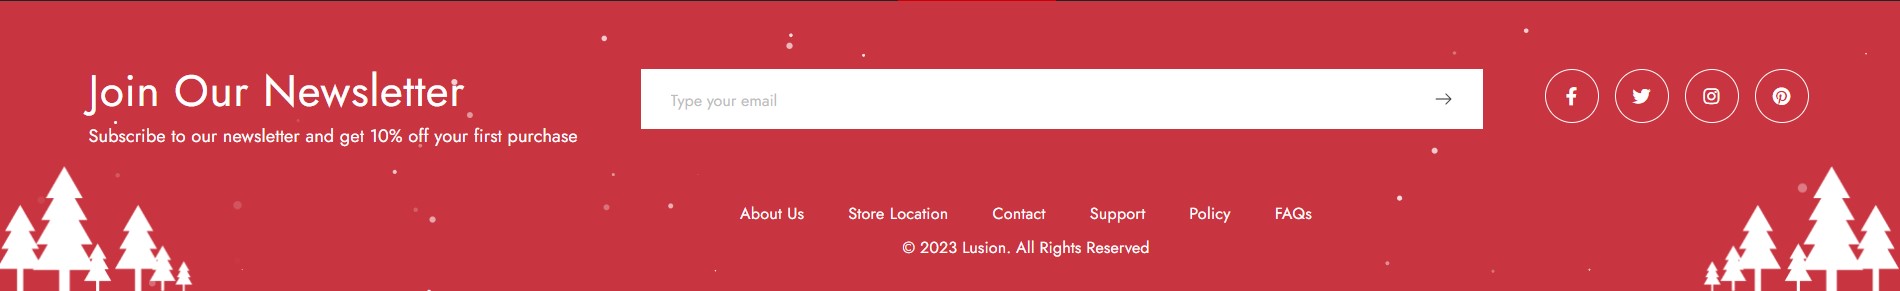 Join Our Newsletter
Subscribe to our newsletter and get 10% off your first purchase
Type your email
About Us Store Location Contact Support Policy FAQs
© 2023 Lusion. All Rights Reserved